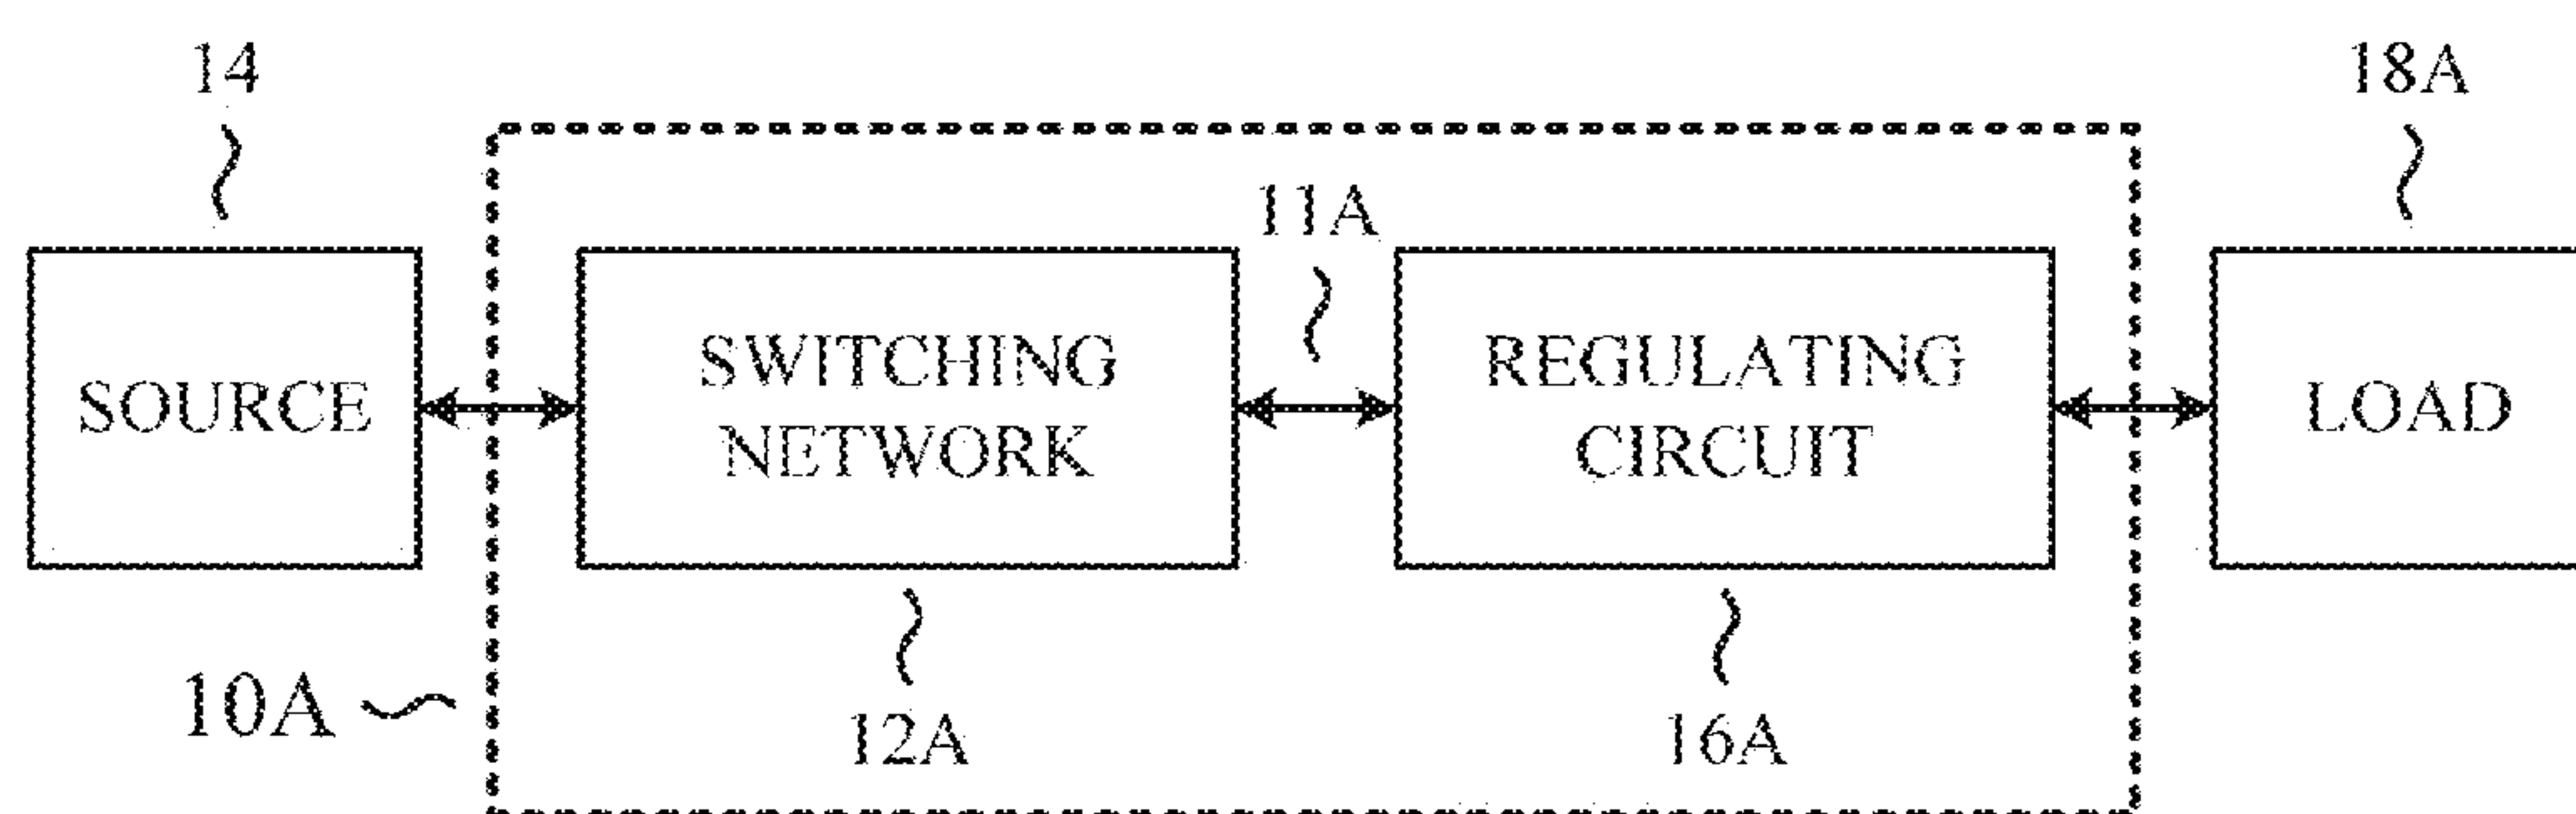 14
18A
11A
SOURCE
SWITCHING
NETWORK
REGULATING
CIRCUIT
LOAD
10A
12A
16A